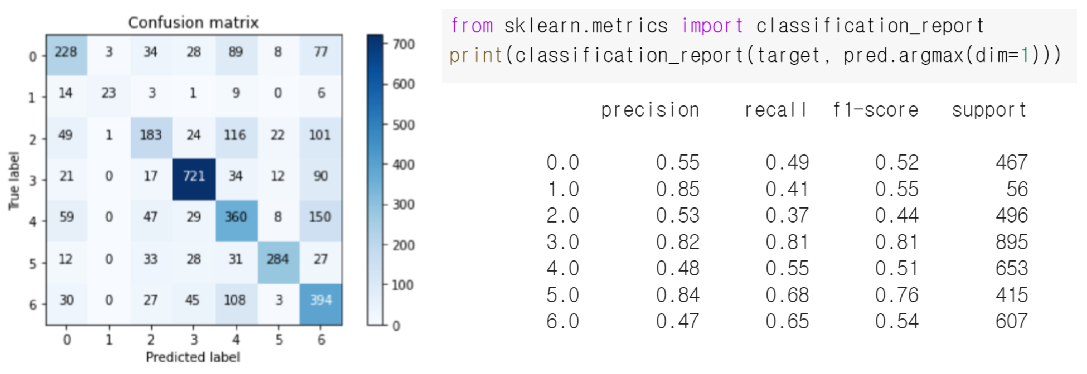 Confusion matrix
0 228 3 34 28 89 8 77
1 14 23 3 1 9 0 6
2 49 1 183 24 116 22 101
3 21 0 17 721 34 12 90
4 59 0 47 29 360 8 150
5 12 0 33 28 31 284 27
6 30 0 27 45 108 3 394
0 1 2 3 4 5 6
Predicted label
True label
700
600
500
400
300
200
100
0
from sklearn.metrics import classification_report
print(classification_report(target, pred.argmax(dim=1)))
precision recall f1-score support
0.0 0.55 0.49 0.52 467
1.0 0.85 0.41 0.55 56
2.0 0.53 0.37 0.44 496
3.0 0.82 0.81 0.81 895
4.0 0.48 0.55 0.51 653
5.0 0.84 0.68 0.76 415
6.0 0.47 0.65 0.54 607